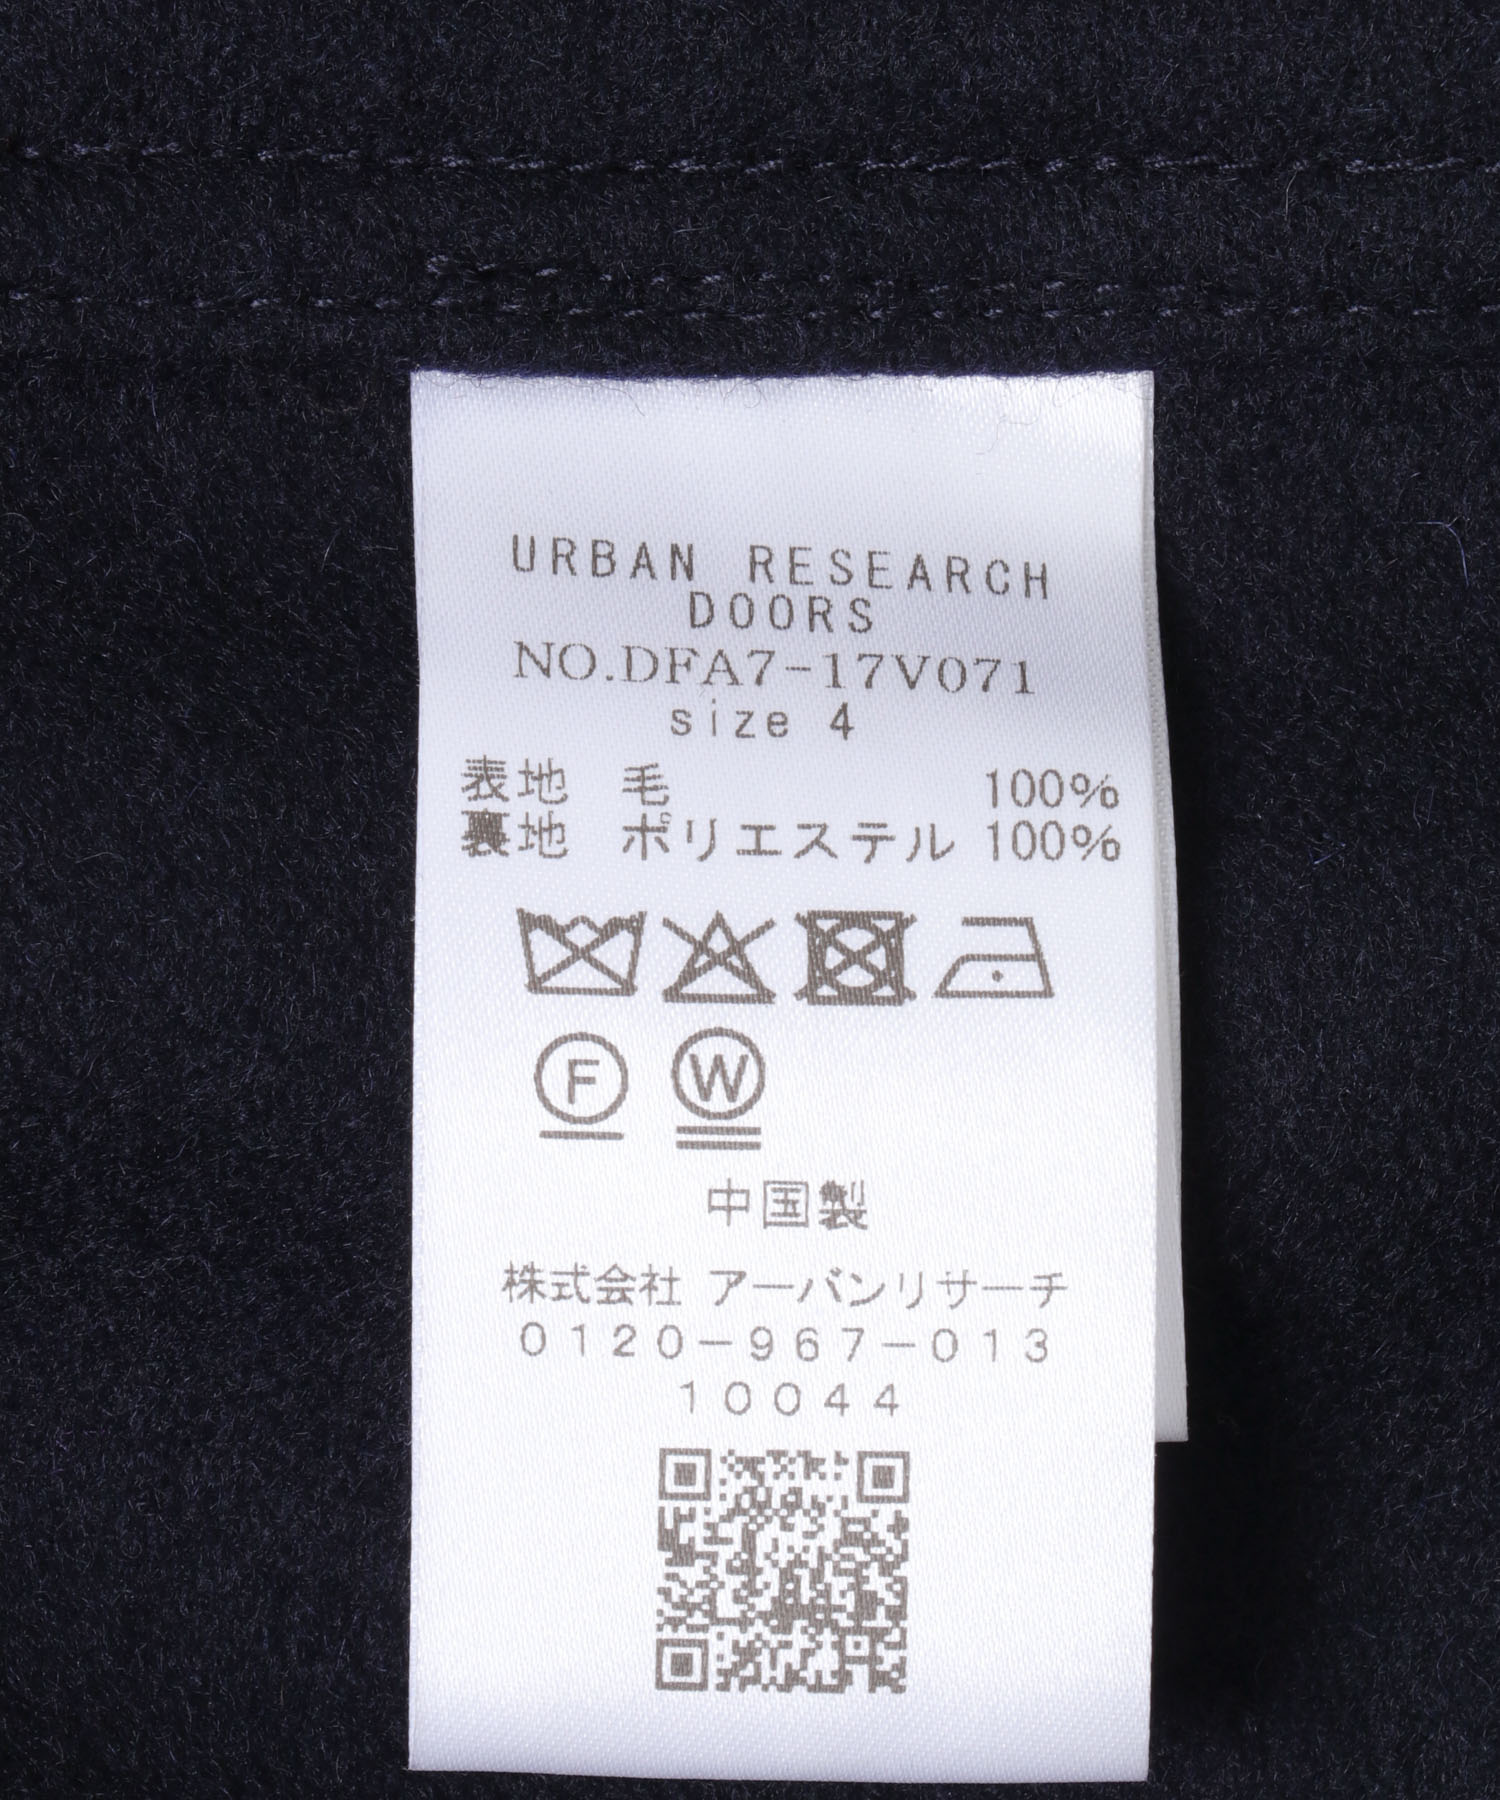 URBAN RESEARCH
DOORS
NO.DFA7-17V071
size 4
表地 毛 100%
裏地 ポリエステル 100%
F W
中国製
株式会社 アーバンリサーチ
0120-967-013
10044